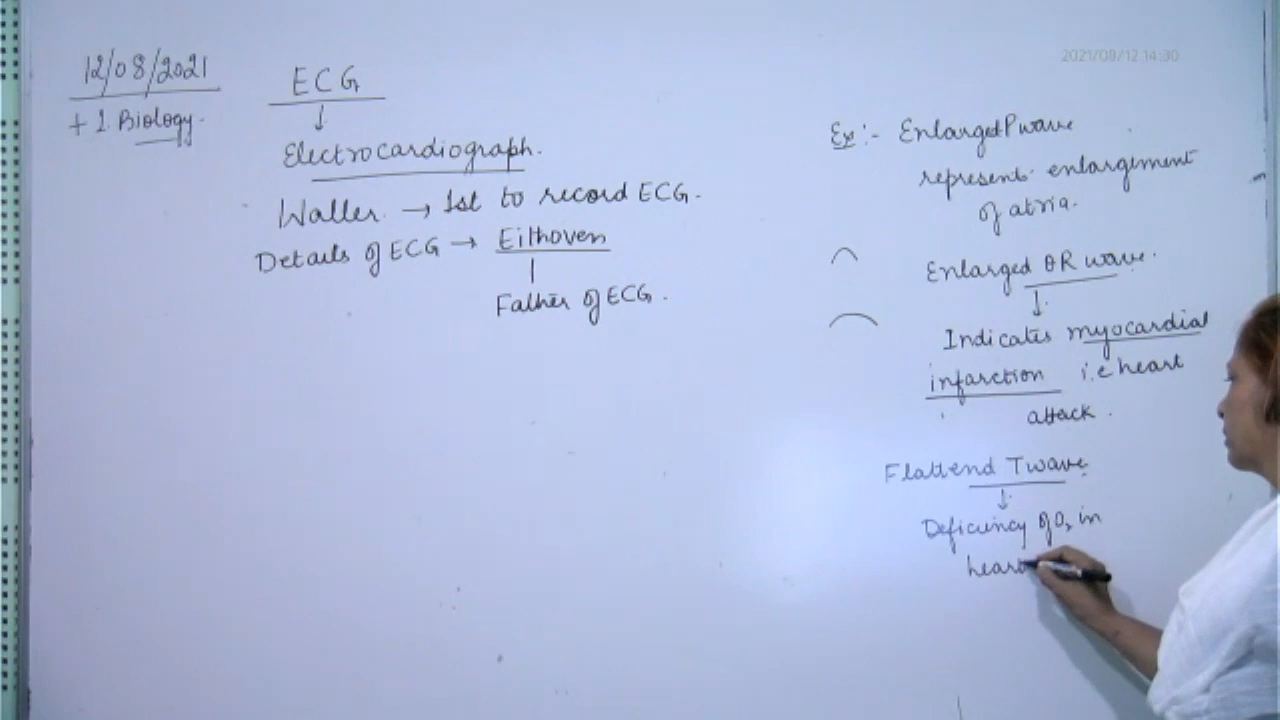 12/08/2021
+1 Biology.
ECG
↓
Electrocardiograph.
Waller → 1st to record ECG.
Details of ECG → Eilthoven
Father of ECG.
2021/08/12 14:30
Ex:- Enlarged P wave
represents enlargement
of atria.
Enlarged QR wave.
↓
Indicates myocardial
infarction i.e heart
attack.
Flattend T wave
↓
Deficiency of O2 in
heart